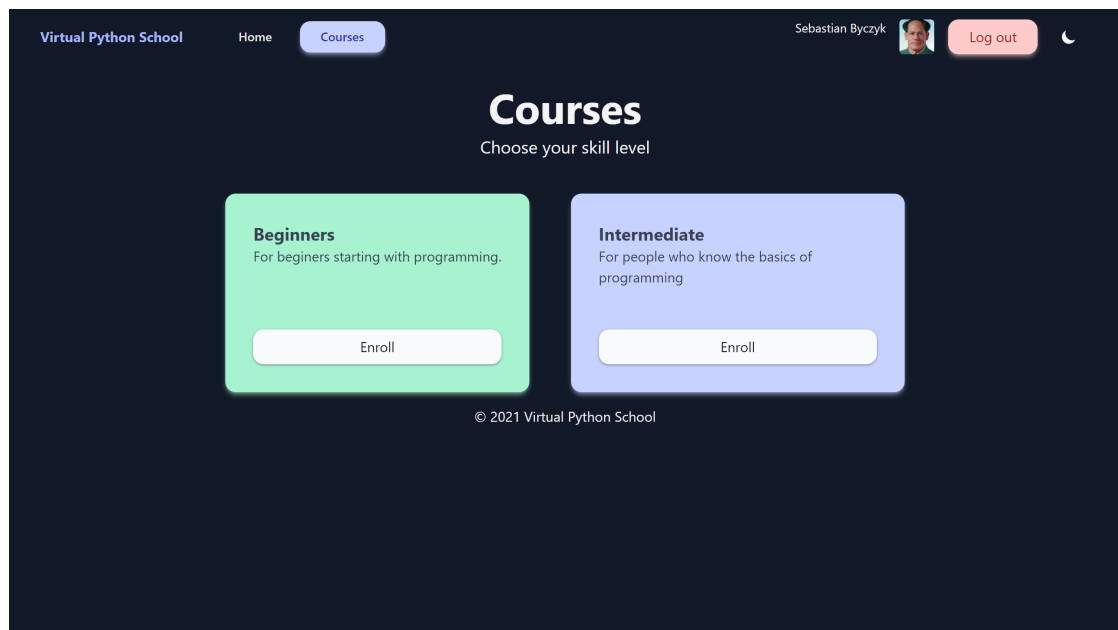 Virtual Python School
Home
Courses
Sebastian Byczyk
Log out
Courses
Choose your skill level
Beginners
For beginers starting with programming.
Enroll
Intermediate
For people who know the basics of
programming
Enroll
© 2021 Virtual Python School